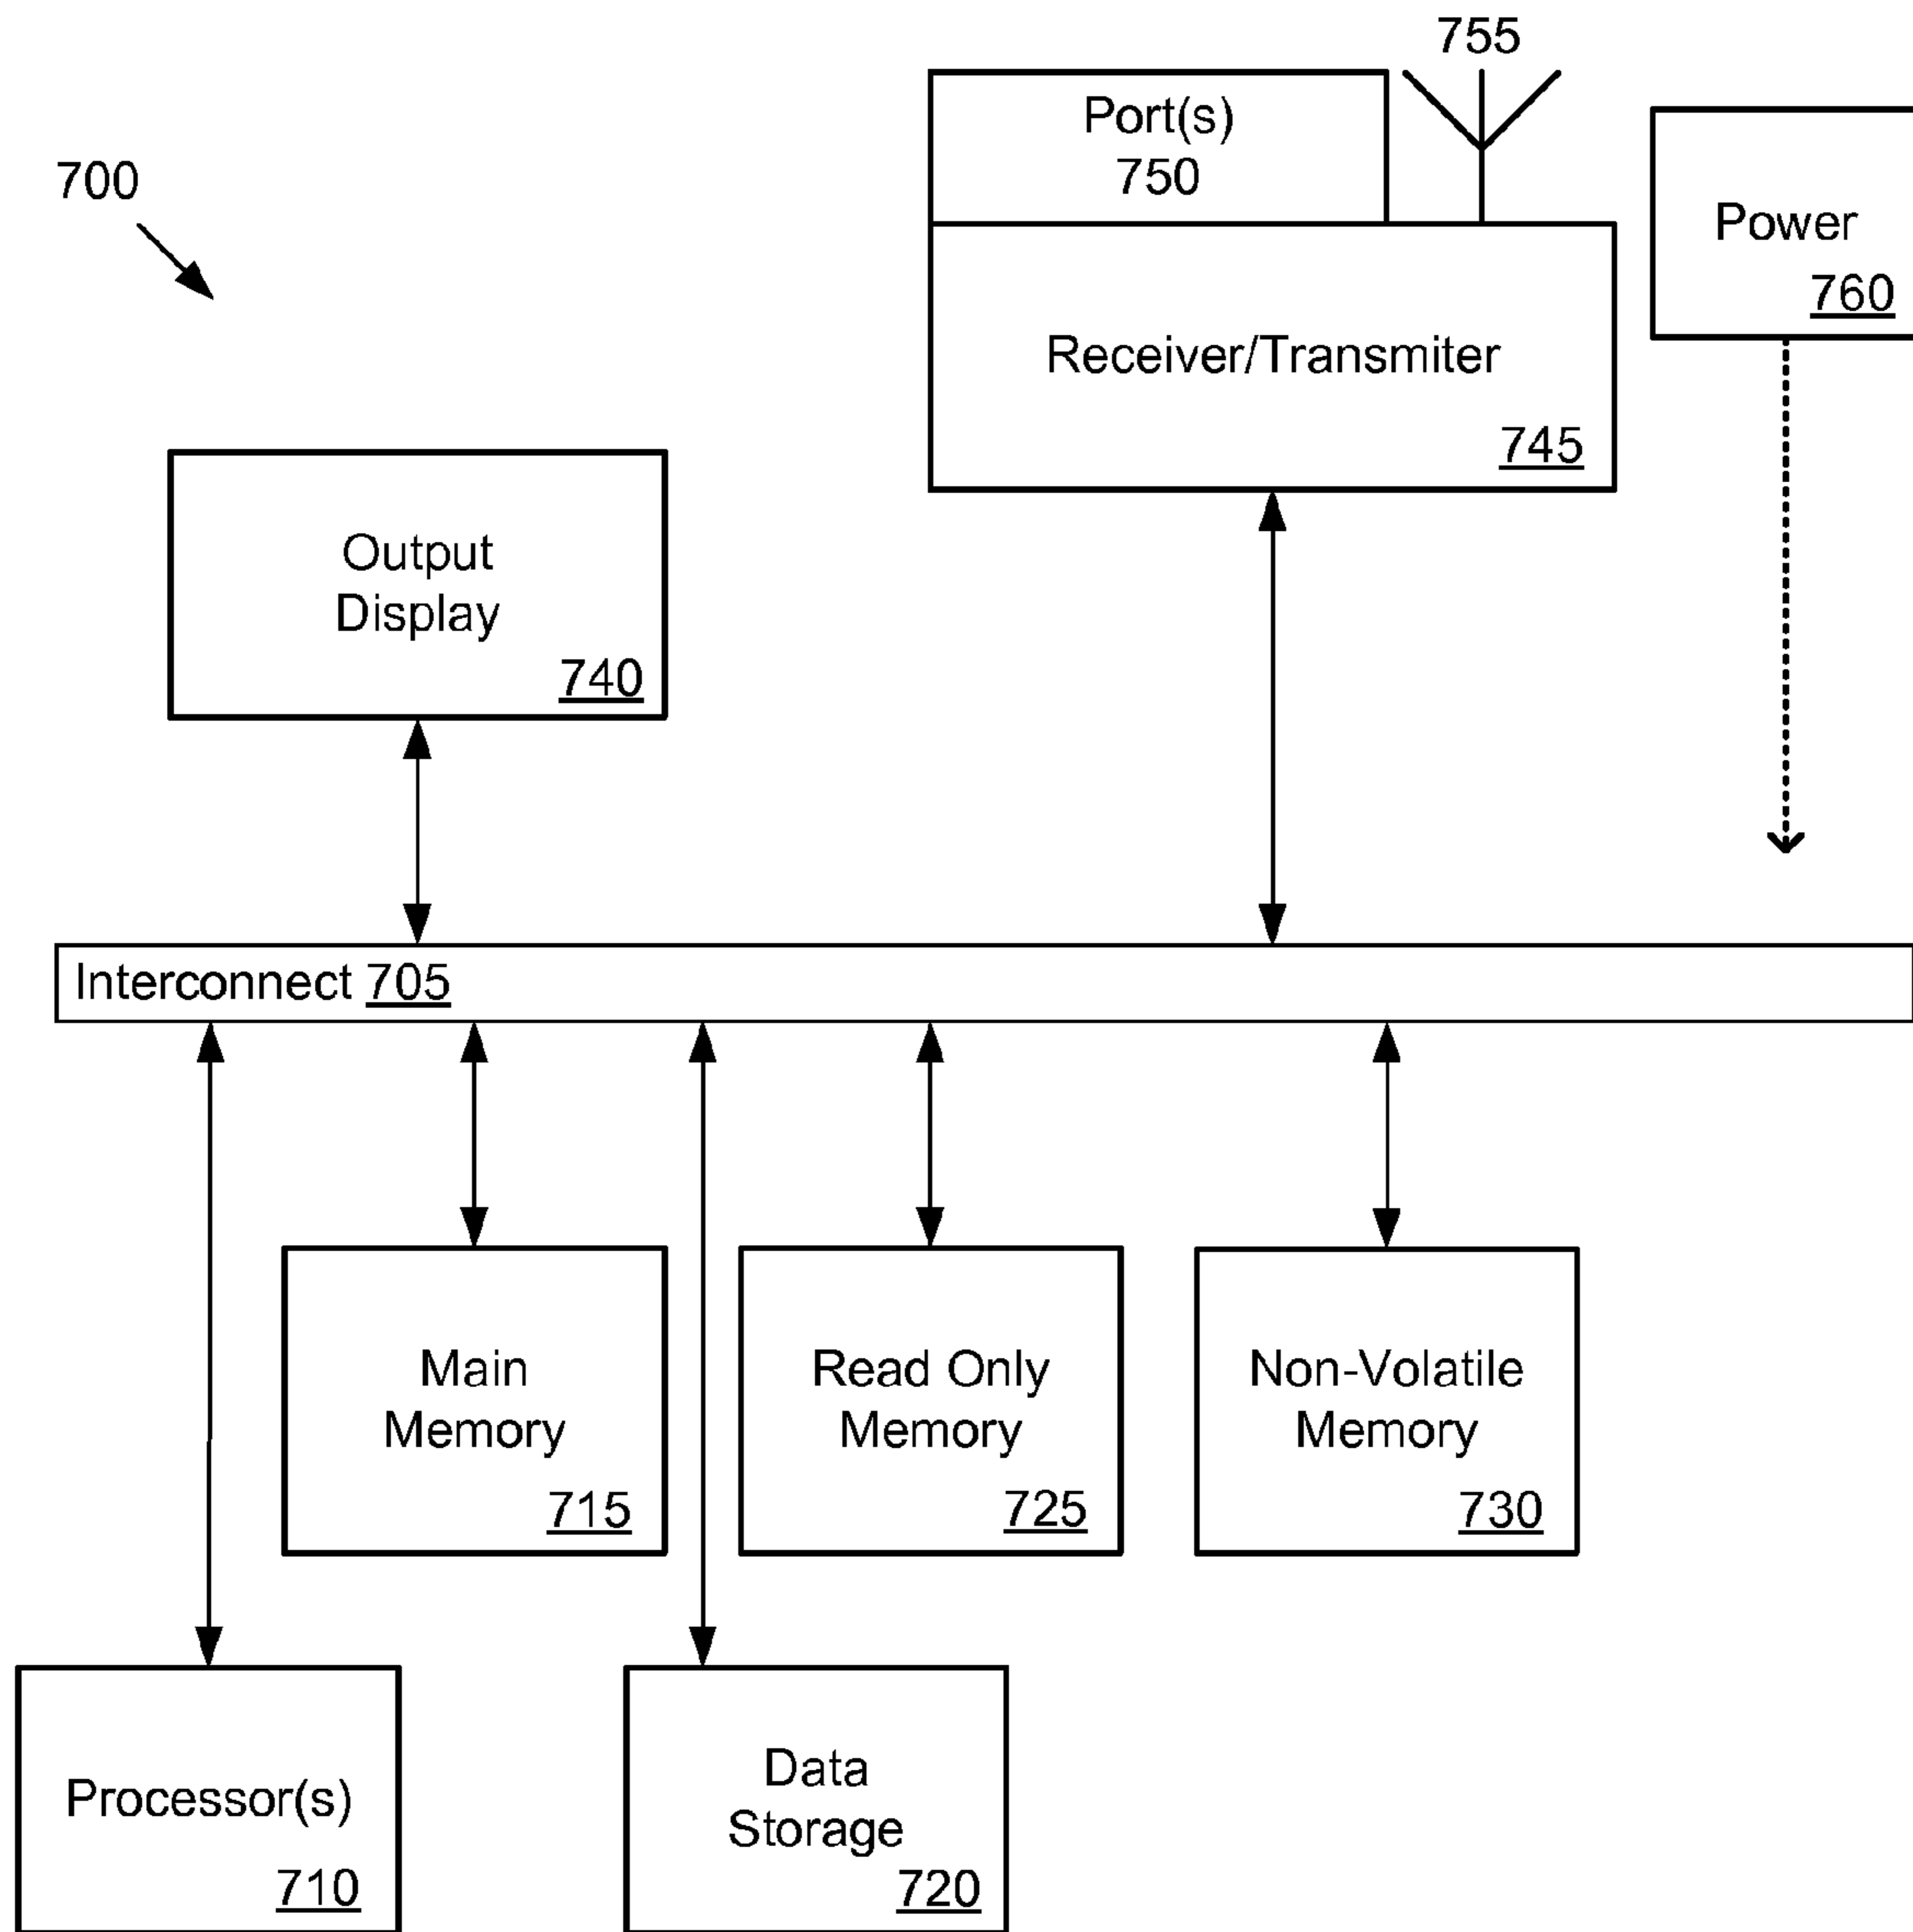 755
Port(s)
750
700
Power
760
Receiver/Transmiter
745
Output
Display
740
Interconnect 705
Main
Memory
715
Read Only
Memory
725
Non-Volatile
Memory
730
Processor(s)
710
Data
Storage
720